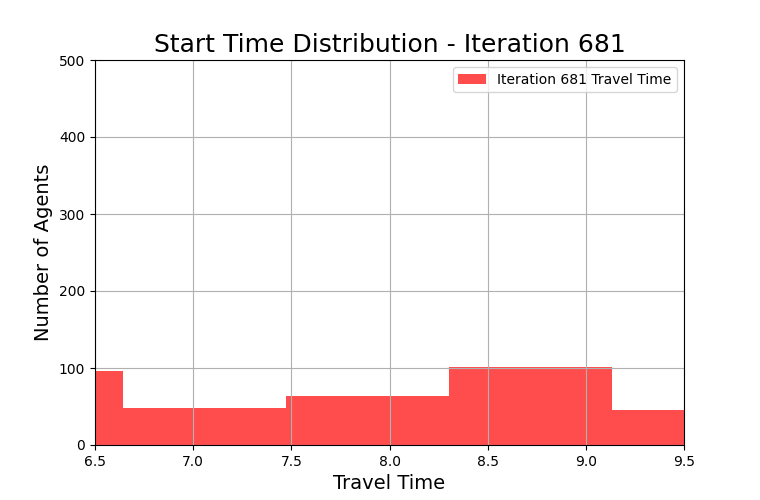 Start Time Distribution - Iteration 681
Iteration 681 Travel Time
Number of Agents
500
400
300
200
100
0
6.5 7.0 7.5 8.0 8.5 9.0 9.5
Travel Time